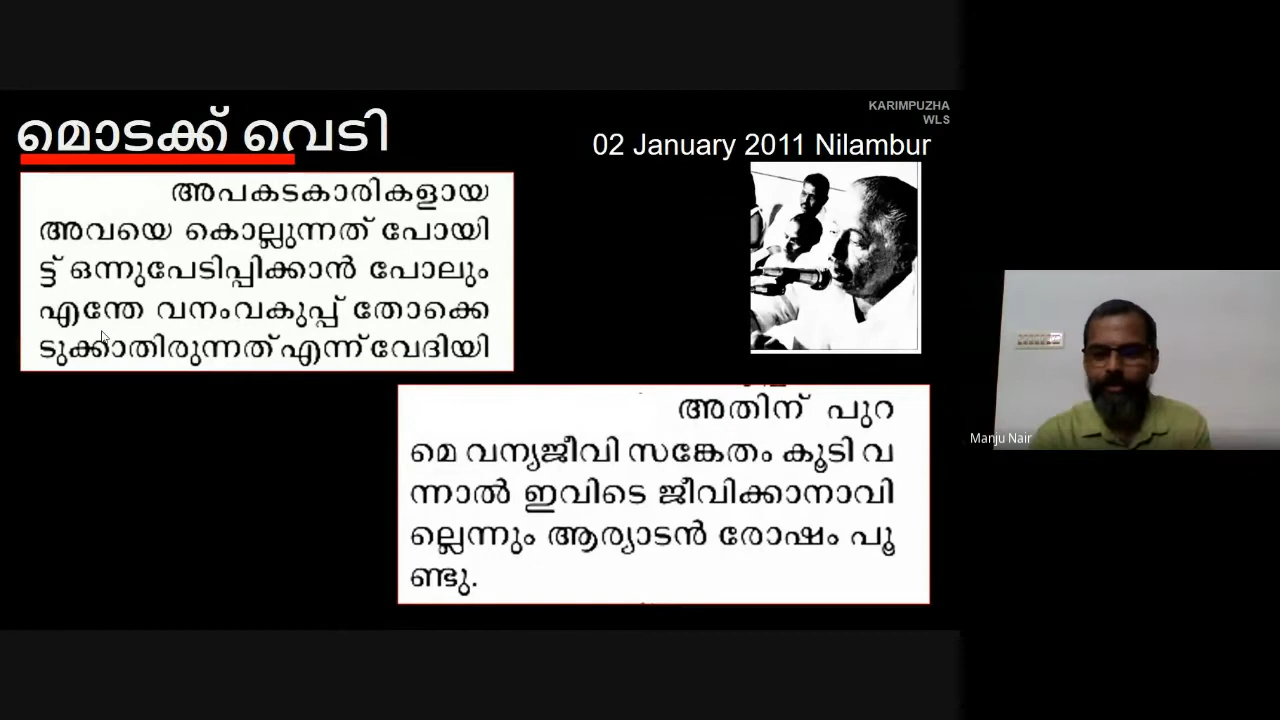 KARIMPUZHA
WLS
മൊടക്ക് വെടി
02 January 2011 Nilambur
അപകടകാരികളായ
അവയെ കൊല്ലുന്നത് പോയി
ട്ട് ഒന്നുപേടിപ്പിക്കാൻ പോലും
എന്തേ വനംവകുപ്പ് തോക്കെ
ടുക്കാതിരുന്നത് എന്ന് വേദിയി
അതിന് പുറ
മെ വന്യജീവി സങ്കേതം കൂടി വ
ന്നാൽ ഇവിടെ ജീവിക്കാനാവി
ല്ലെന്നും ആര്യാടൻ രോഷം പൂ
ണ്ടു.
Manju Nair